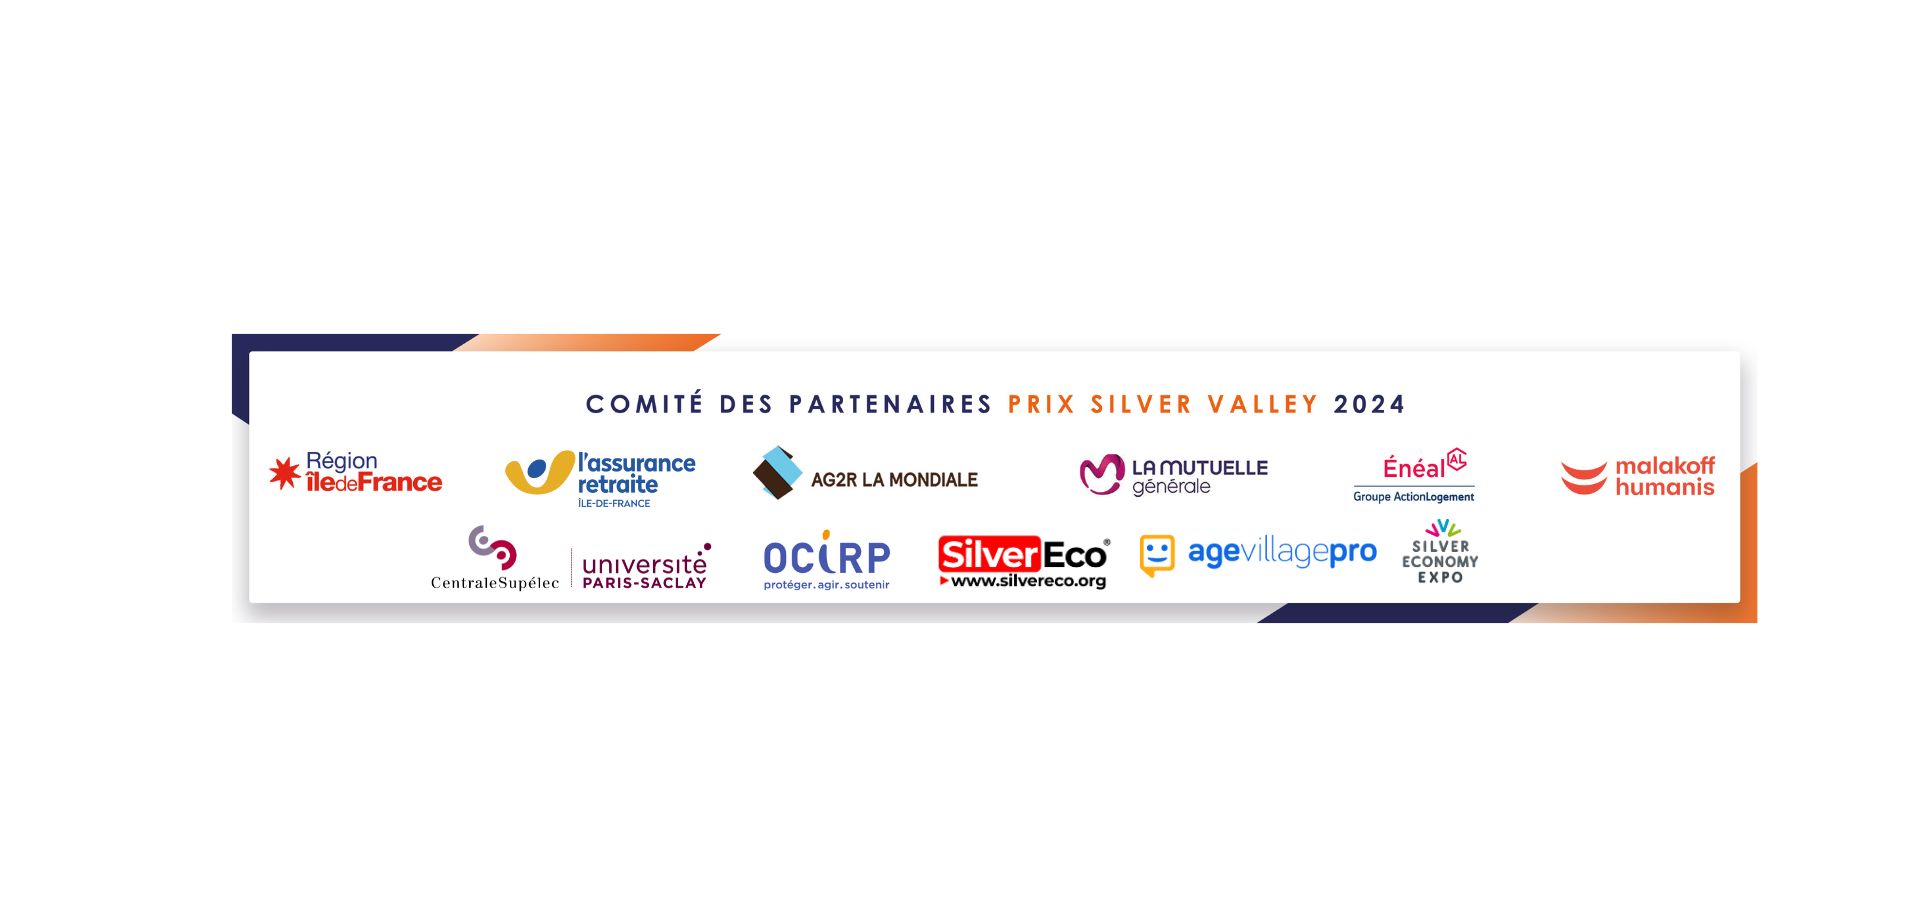 COMITÉ DES PARTENAIRES PRIX SILVER VALLEY 2024
Région
îledeFrance
l'assurance
retraite
ÎLE-DE-FRANCE
AG2R LA MONDIALE
LA MUTUELLE
générale
Énéal AL
Groupe ActionLogement
malakoff
humanis
CentraleSupélec
université
PARIS-SACLAY
OCIRP
protéger. agir. soutenir
SilverEco®
www.silvereco.org
agevillagepro
SILVER
ECONOMY
EXPO